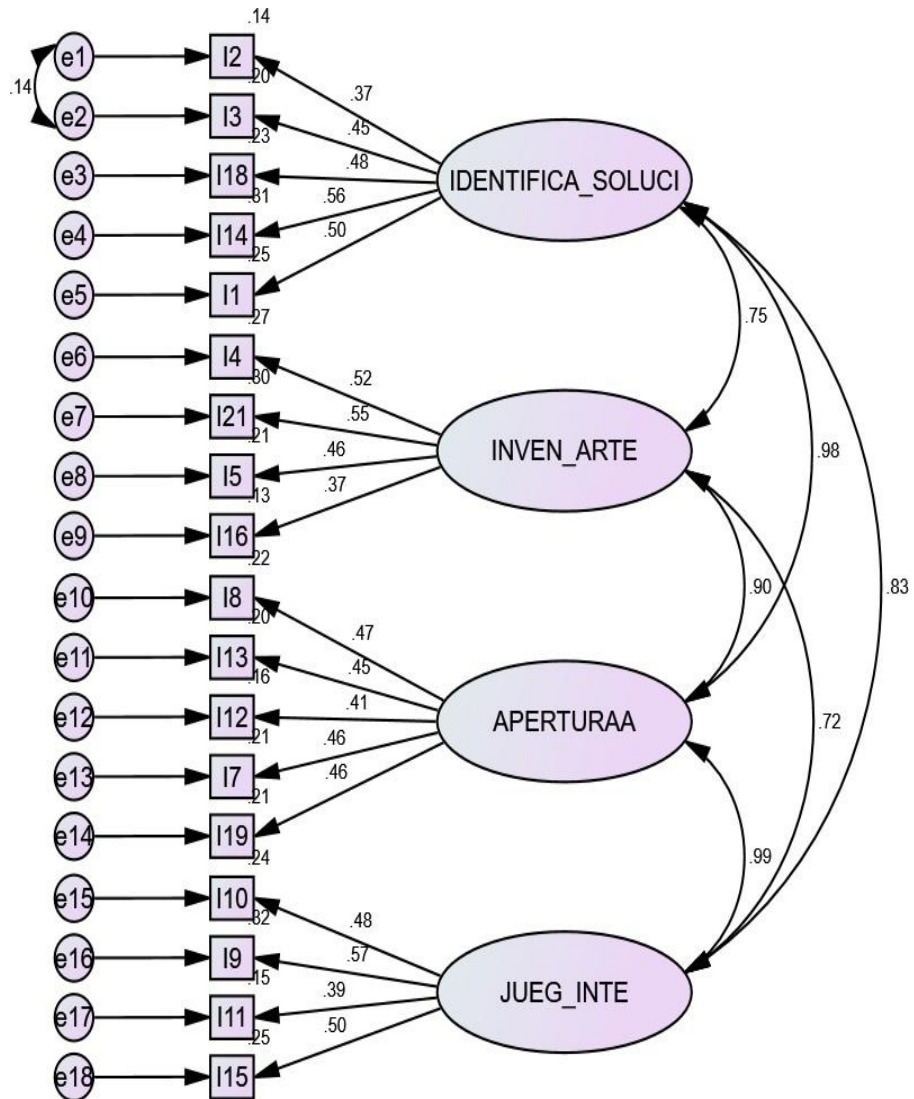 .14
e1 I2
.20
.14
.37
e2 I3
.45
.23
e3 I18
.48
IDENTIFICA_SOLUCI
.31
.56
e4 I14
.50
.25
e5 I1
.27
.75
e6 I4
.30
.52
e7 I21
.55
.21
INVEN_ARTE
.98
e8 I5
.46
.13
.37
e9 I16
.22
e10 I8
.90
.83
.20
.47
e11 I13
.45
.16
e12 I12
.41
APERTURAA
.72
.21
e13 I7
.46
.21
.46
e14 I19
.24
.99
e15 I10
.32
.48
e16 I9
.57
.15
JUEG_INTE
e17 I11
.39
.25
.50
e18 I15